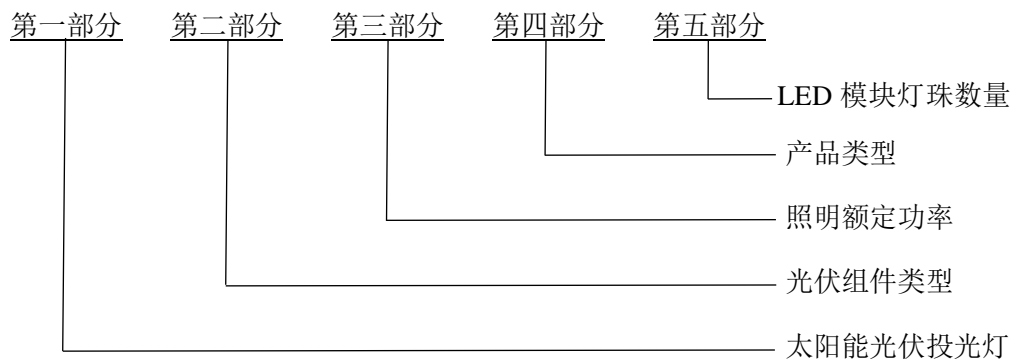 第一部分 第二部分 第三部分 第四部分 第五部分
LED 模块灯珠数量
产品类型
照明额定功率
光伏组件类型
太阳能光伏投光灯